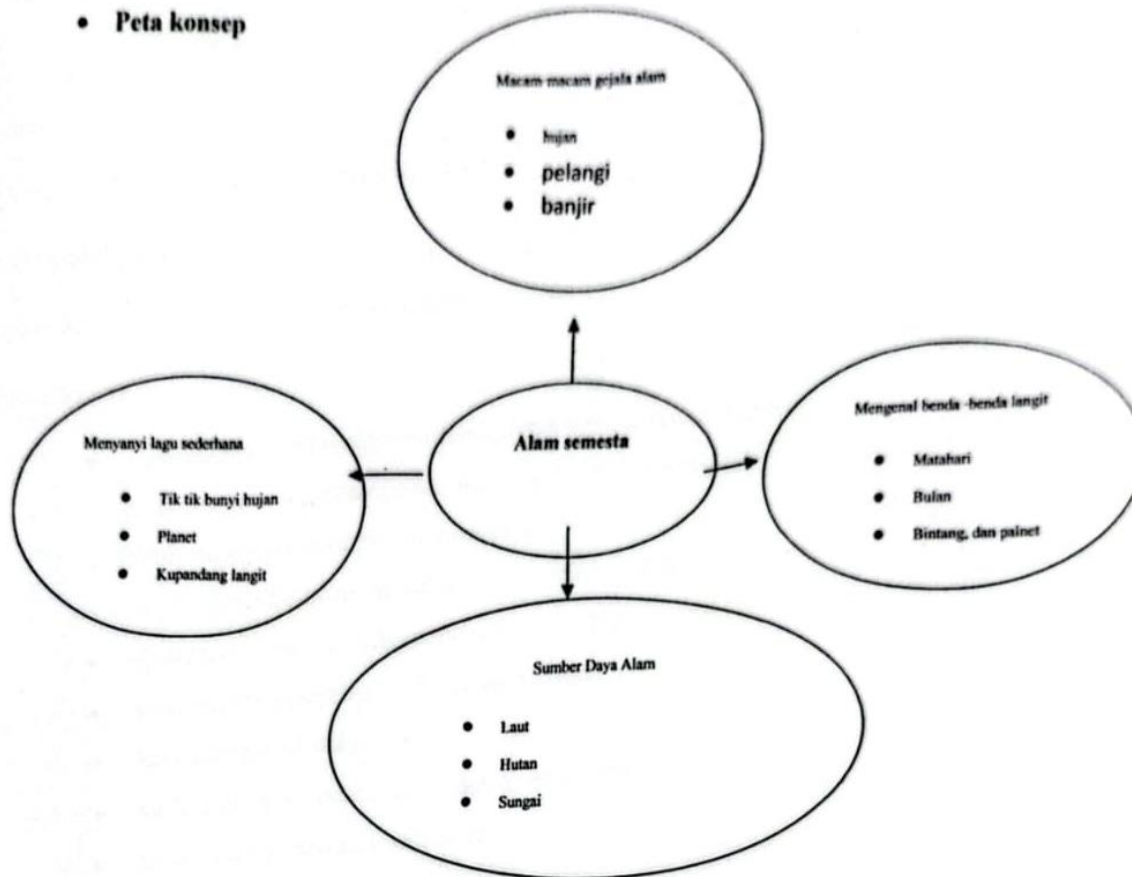 • Peta konsep
Macam-macam gejala alam
• hujan
• pelangi
• banjir
Menyanyi lagu sederhana
• Tik tik bunyi hujan
• Planet
• Kupandang langit
Alam semesta
Mengenal benda -benda langit
• Matahari
• Bulan
• Bintang, dan palnet
Sumber Daya Alam
• Laut
• Hutan
• Sungai